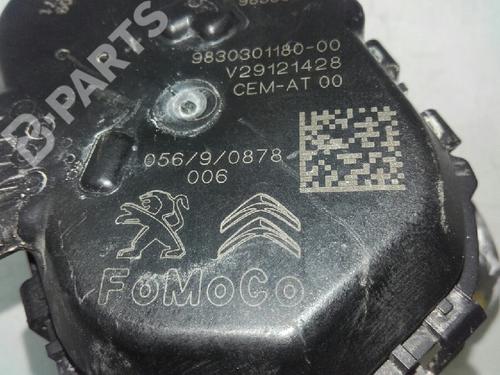 9830301180-00
V29121428
CEM-AT 00
056/9/0878
006
FoMoCo
B-PARTS